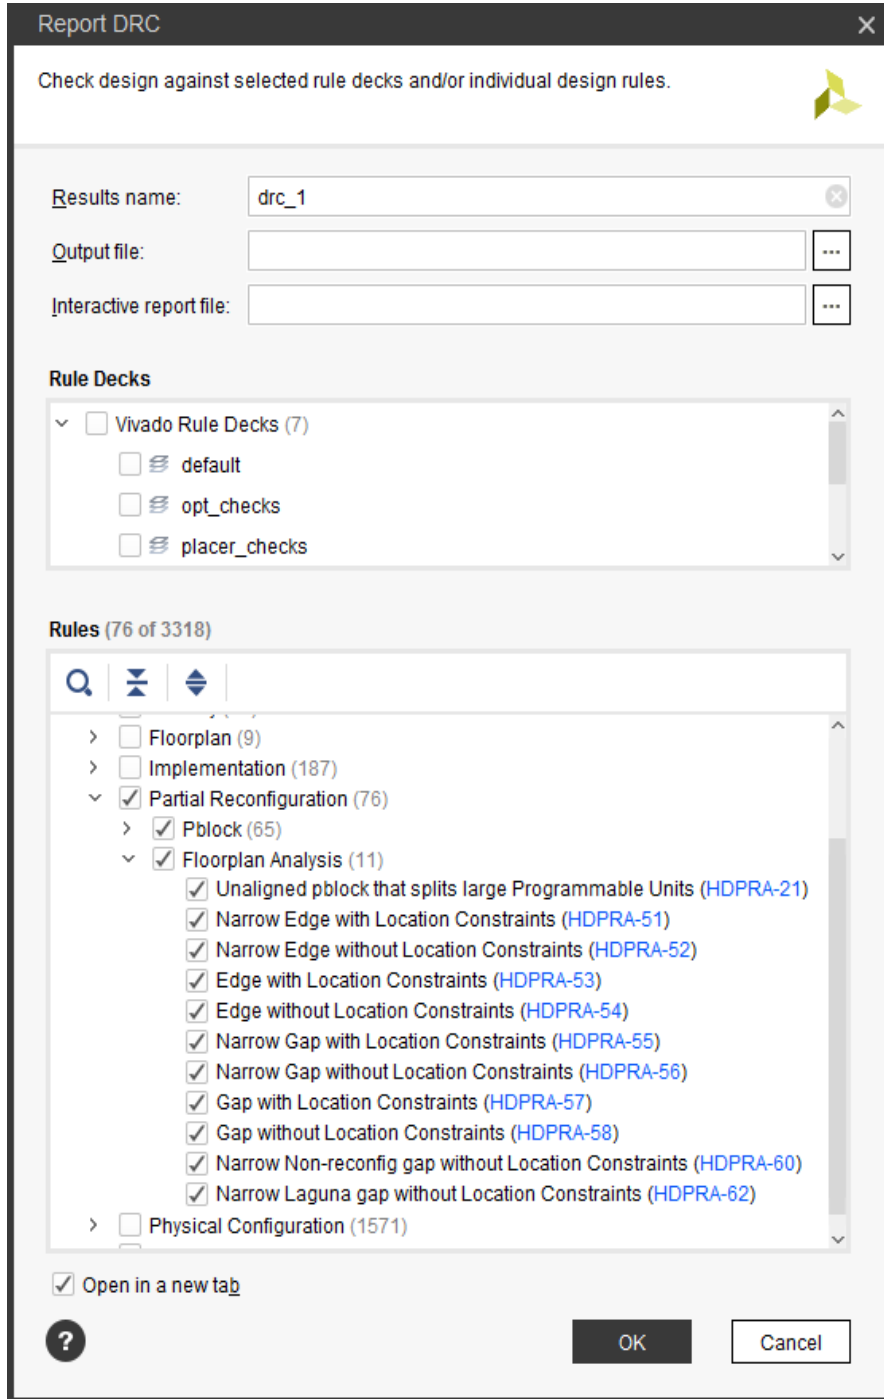 Report DRC
Check design against selected rule decks and/or individual design rules.
Results name: drc_1
Output file: ...
Interactive report file: ...
Rule Decks
Vivado Rule Decks (7)
default
opt_checks
placer_checks
Rules (76 of 3318)
Floorplan (9)
Implementation (187)
Partial Reconfiguration (76)
Pblock (65)
Floorplan Analysis (11)
Unaligned pblock that splits large Programmable Units (HDPRA-21)
Narrow Edge with Location Constraints (HDPRA-51)
Narrow Edge without Location Constraints (HDPRA-52)
Edge with Location Constraints (HDPRA-53)
Edge without Location Constraints (HDPRA-54)
Narrow Gap with Location Constraints (HDPRA-55)
Narrow Gap without Location Constraints (HDPRA-56)
Gap with Location Constraints (HDPRA-57)
Gap without Location Constraints (HDPRA-58)
Narrow Non-reconfig gap without Location Constraints (HDPRA-60)
Narrow Laguna gap without Location Constraints (HDPRA-62)
Physical Configuration (1571)
Open in a new tab
? OK Cancel